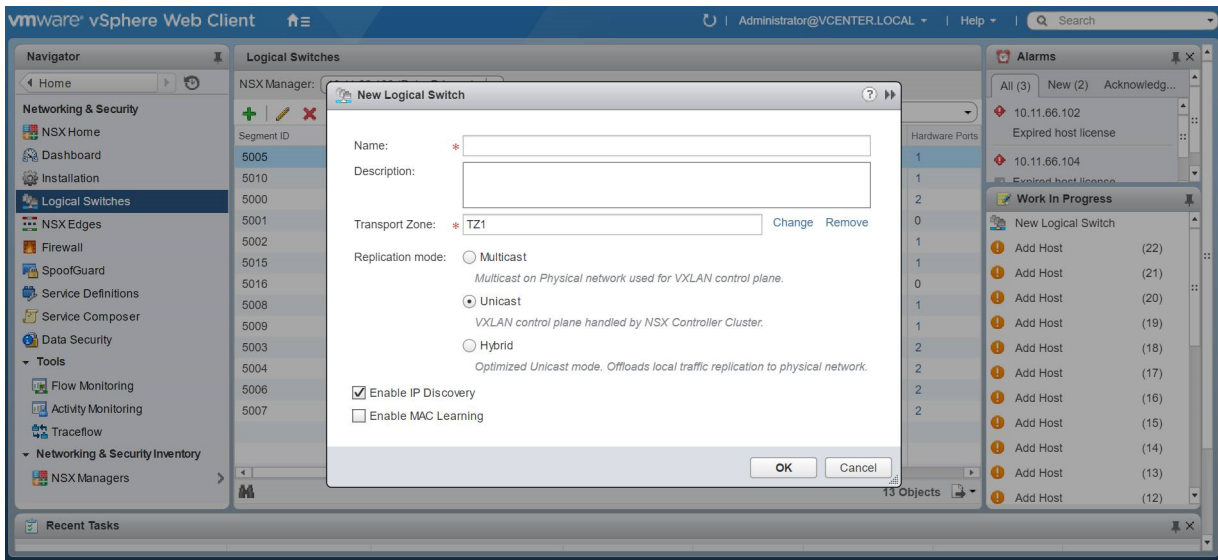 vmware® vSphere Web Client
Administrator@VCENTER.LOCAL
Help
Search
Navigator
Home
Networking & Security
NSX Home
Dashboard
Installation
Logical Switches
NSX Edges
Firewall
SpoofGuard
Service Definitions
Service Composer
Data Security
Tools
Flow Monitoring
Activity Monitoring
Traceflow
Networking & Security Inventory
NSX Managers
Logical Switches
NSX Manager:
Segment ID
Hardware Ports
5005 1
5010 1
5000 2
5001 0
5002 1
5015 1
5016 0
5008 1
5009 1
5003 2
5004 2
5006 2
5007 2
13 Objects
New Logical Switch
Name: *
Description:
Transport Zone: * TZ1 Change Remove
Replication mode: Multicast
Multicast on Physical network used for VXLAN control plane.
Unicast
VXLAN control plane handled by NSX Controller Cluster.
Hybrid
Optimized Unicast mode. Offloads local traffic replication to physical network.
Enable IP Discovery
Enable MAC Learning
OK Cancel
Alarms
All (3) New (2) Acknowledg...
10.11.66.102
Expired host license
10.11.66.104
Expired host license
Work In Progress
New Logical Switch
Add Host (22)
Add Host (21)
Add Host (20)
Add Host (19)
Add Host (18)
Add Host (17)
Add Host (16)
Add Host (15)
Add Host (14)
Add Host (13)
Add Host (12)
Recent Tasks